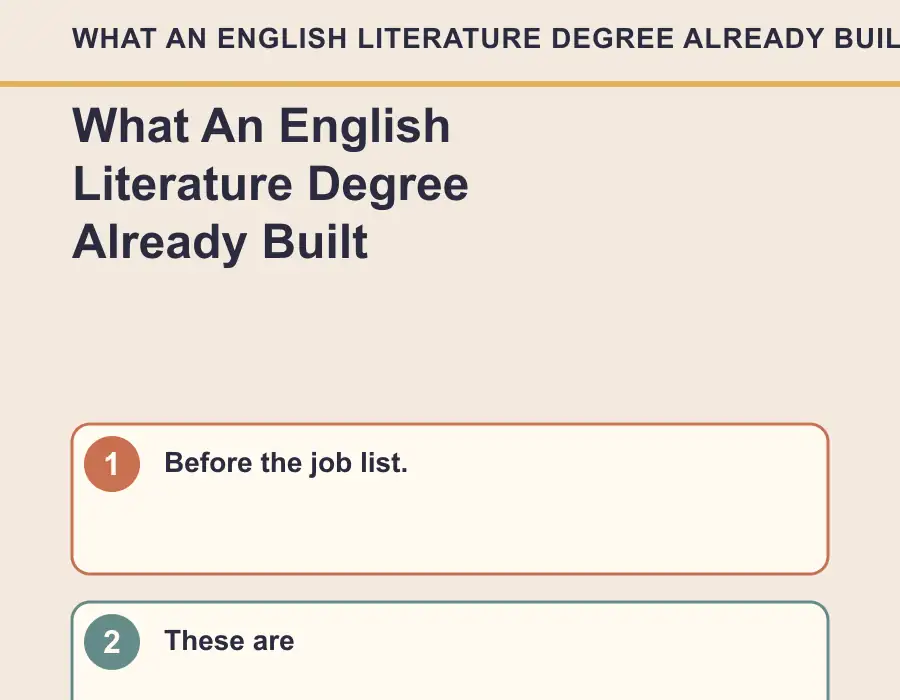 WHAT AN ENGLISH LITERATURE DEGREE ALREADY BUIL
What An English
Literature Degree
Already Built
1
Before the job list.
2
These are